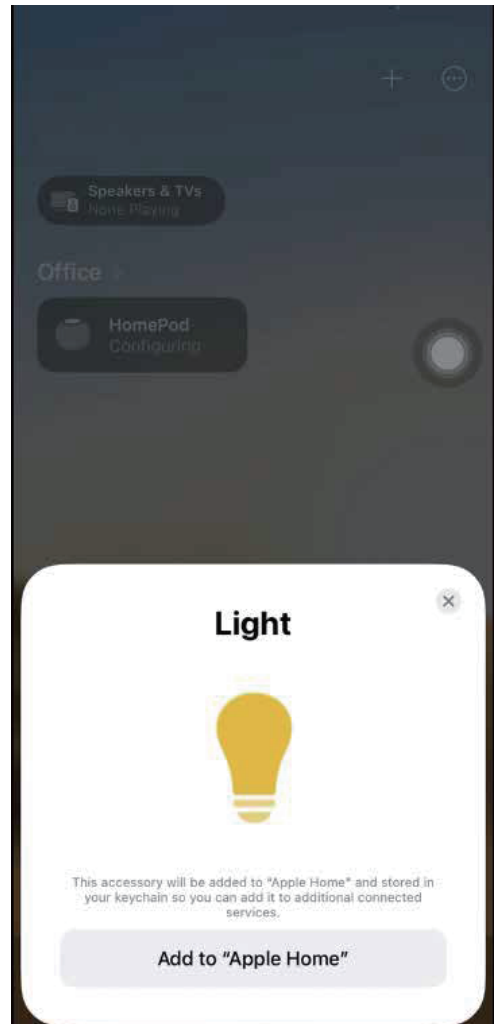 Speakers & TVs
None Playing
Office >
HomePod
Configuring
Light
This accessory will be added to "Apple Home" and stored in
your keychain so you can add it to additional connected
services.
Add to "Apple Home"